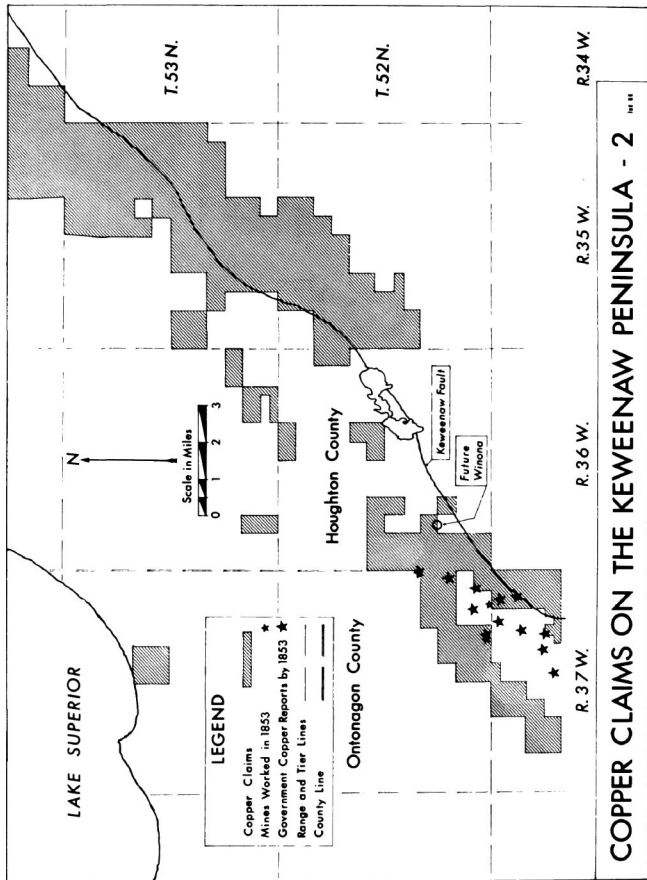 LAKE SUPERIOR
N
Scale in Miles
0 1 2 3
T. 53 N.
T. 52 N.
LEGEND
Copper Claims
Mines Worked in 1853
Government Copper Reports by 1853
Range and Tier Lines
County Line
Houghton County
Ontonagon County
Keweenaw Fault
Future
Winona
R. 37 W.
R. 36 W.
R. 35 W.
R. 34 W.
COPPER CLAIMS ON THE KEWEENAW PENINSULA - 2